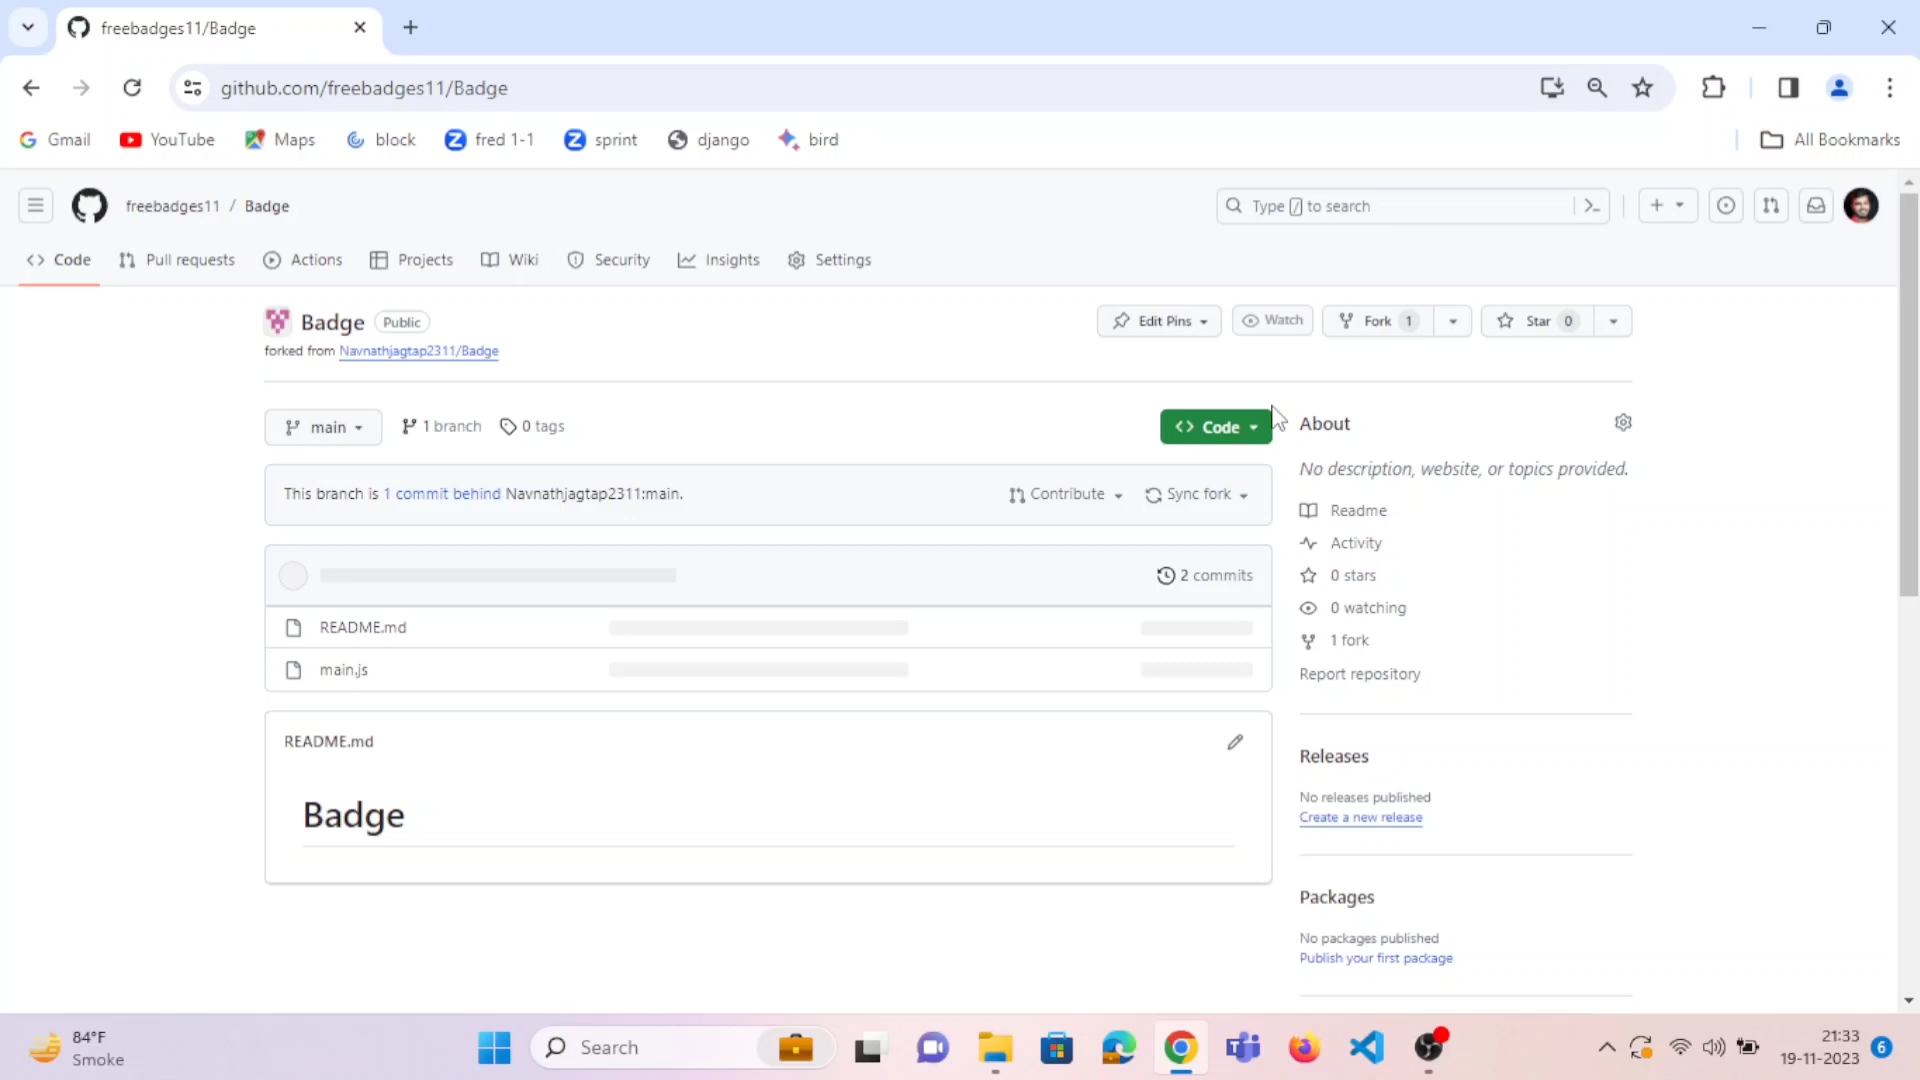 freebadges11/Badge
github.com/freebadges11/Badge
Gmail YouTube Maps block fred 1-1 sprint django bird All Bookmarks
freebadges11 / Badge Type / to search
Code Pull requests Actions Projects Wiki Security Insights Settings
Badge Public Edit Pins Watch Fork 1 Star 0
forked from Navnathjagtap2311/Badge
main 1 branch 0 tags Code About
No description, website, or topics provided.
This branch is 1 commit behind Navnathjagtap2311:main. Contribute Sync fork
Readme
Activity
2 commits 0 stars
0 watching
README.md
1 fork
main.js
Report repository
README.md
Releases
No releases published
Badge
Create a new release
Packages
No packages published
Publish your first package
84°F
Smoke
Search
21:33
19-11-2023
6